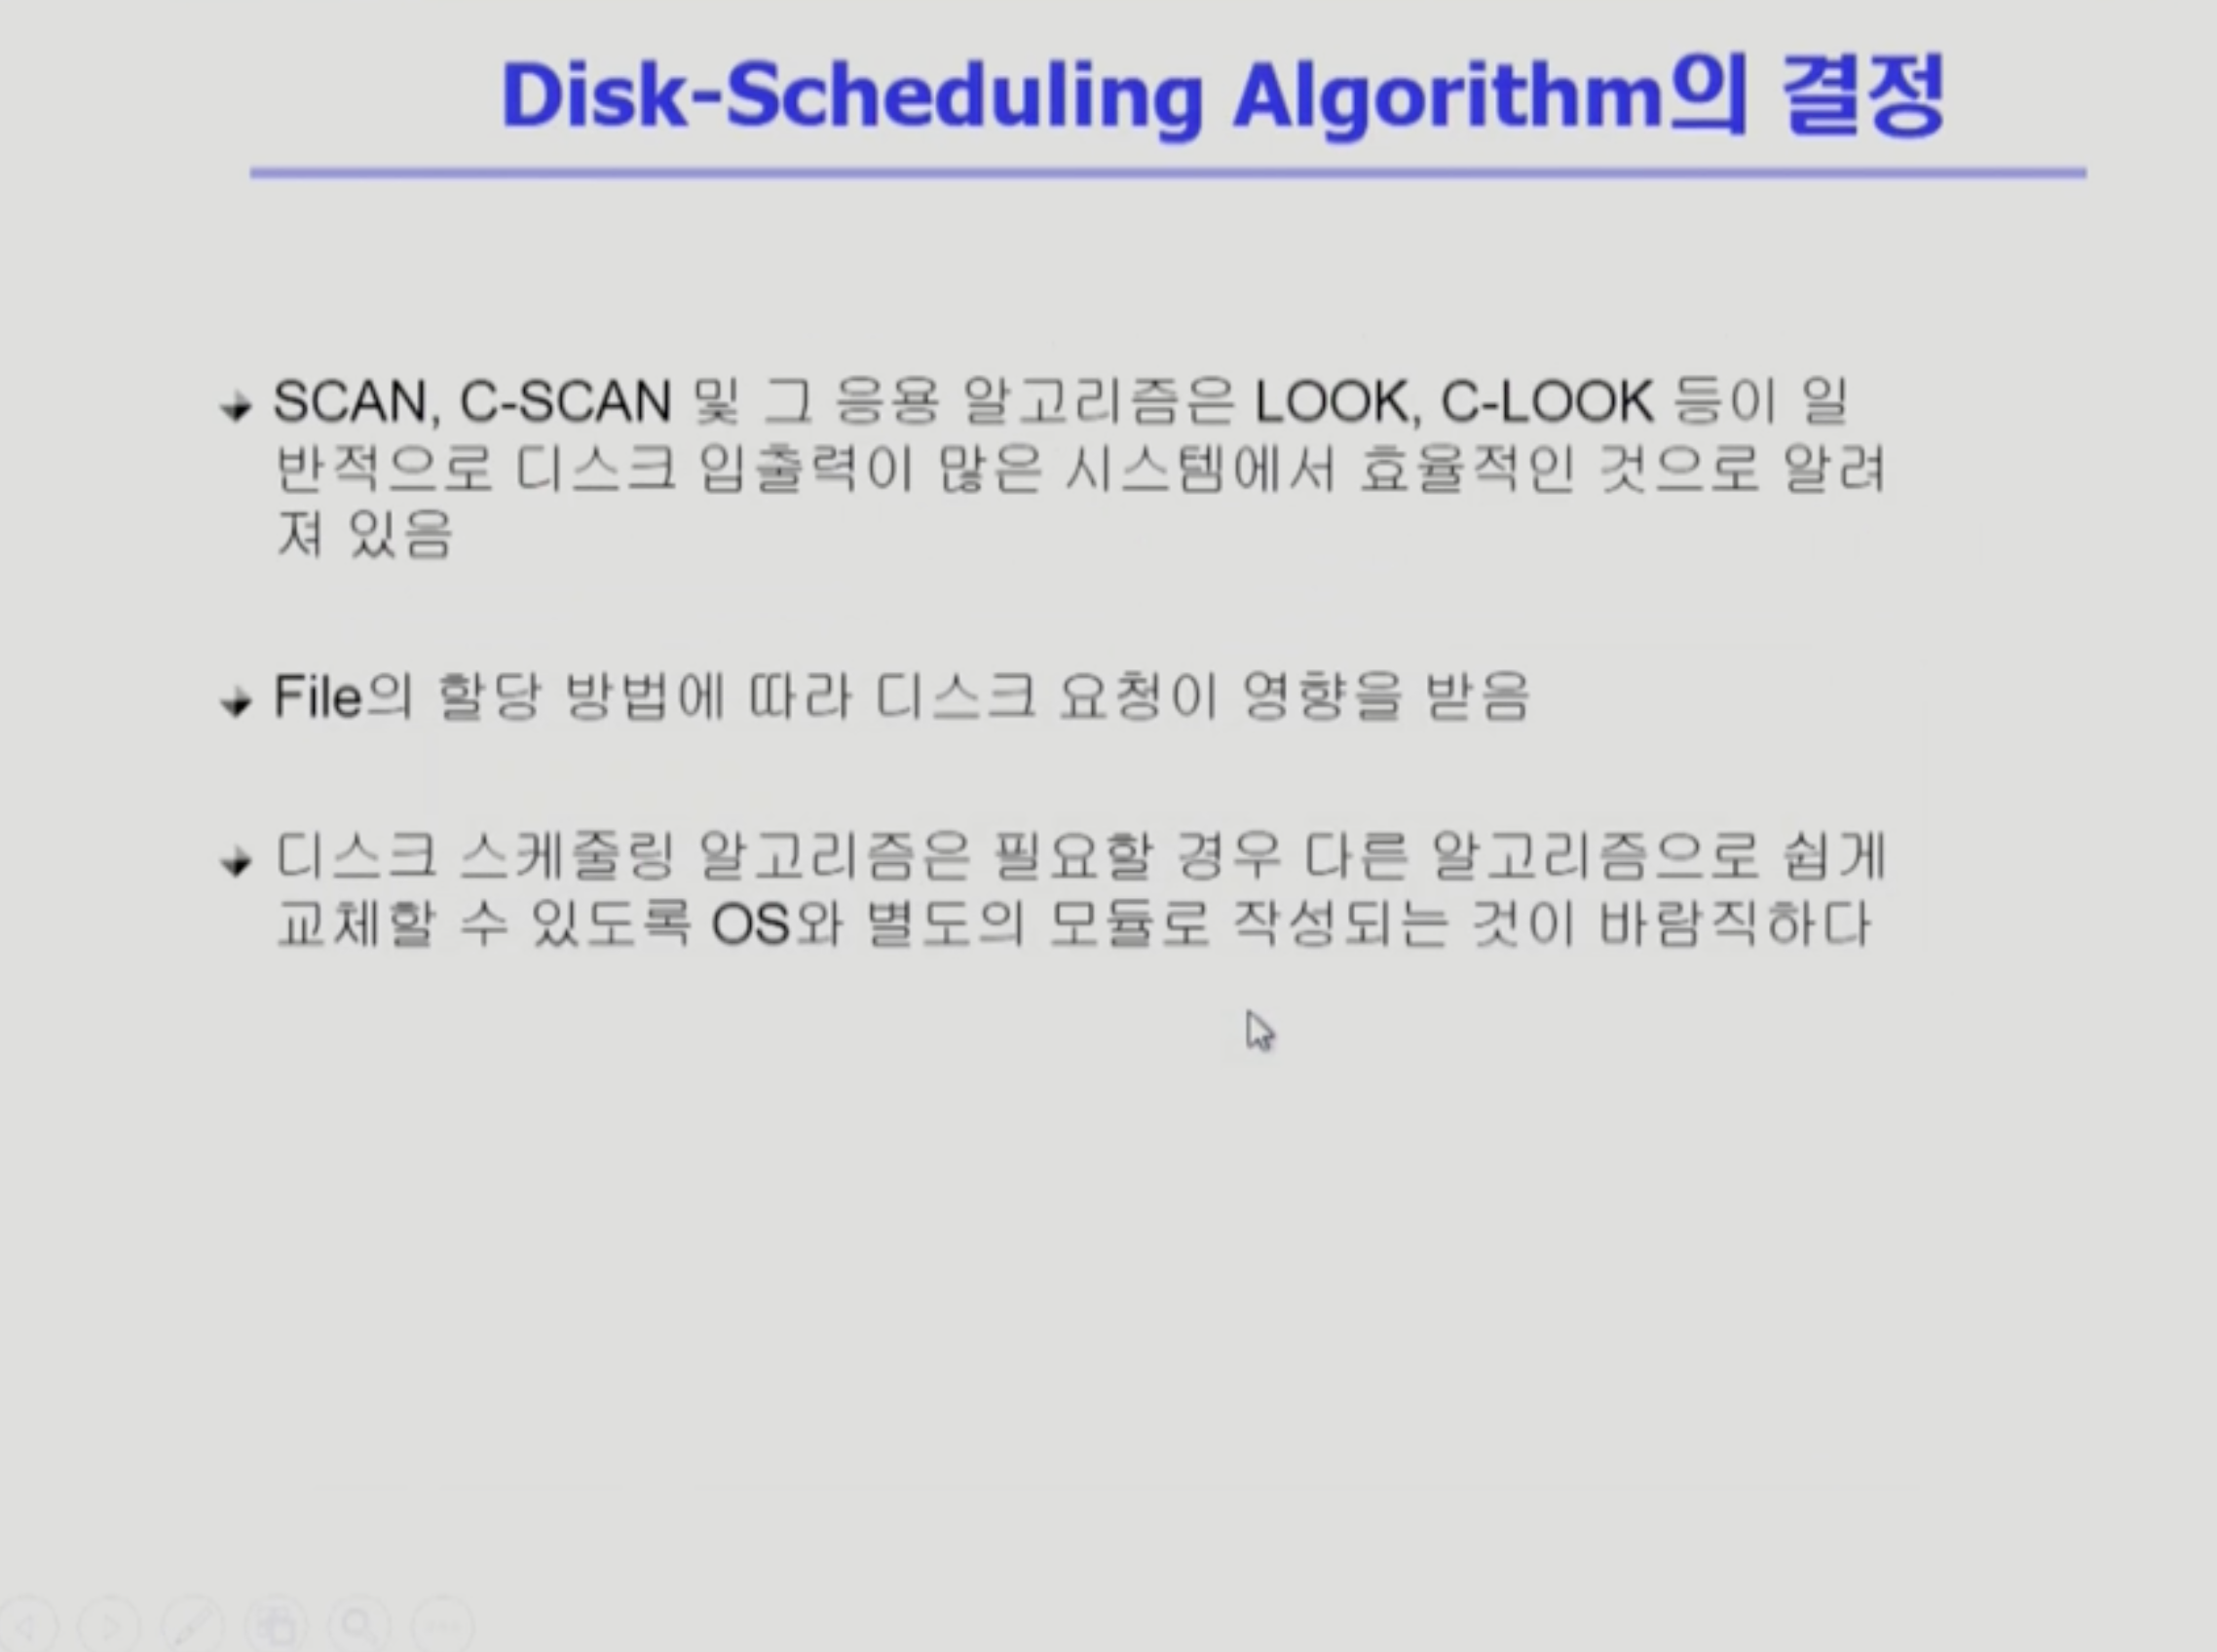 Disk-Scheduling Algorithm의 결정
SCAN, C-SCAN 및 그 응용 알고리즘은 LOOK, C-LOOK 등이 일
반적으로 디스크 입출력이 많은 시스템에서 효율적인 것으로 알려
져 있음
File의 할당 방법에 따라 디스크 요청이 영향을 받음
디스크 스케줄링 알고리즘은 필요할 경우 다른 알고리즘으로 쉽게
교체할 수 있도록 OS와 별도의 모듈로 작성되는 것이 바람직하다